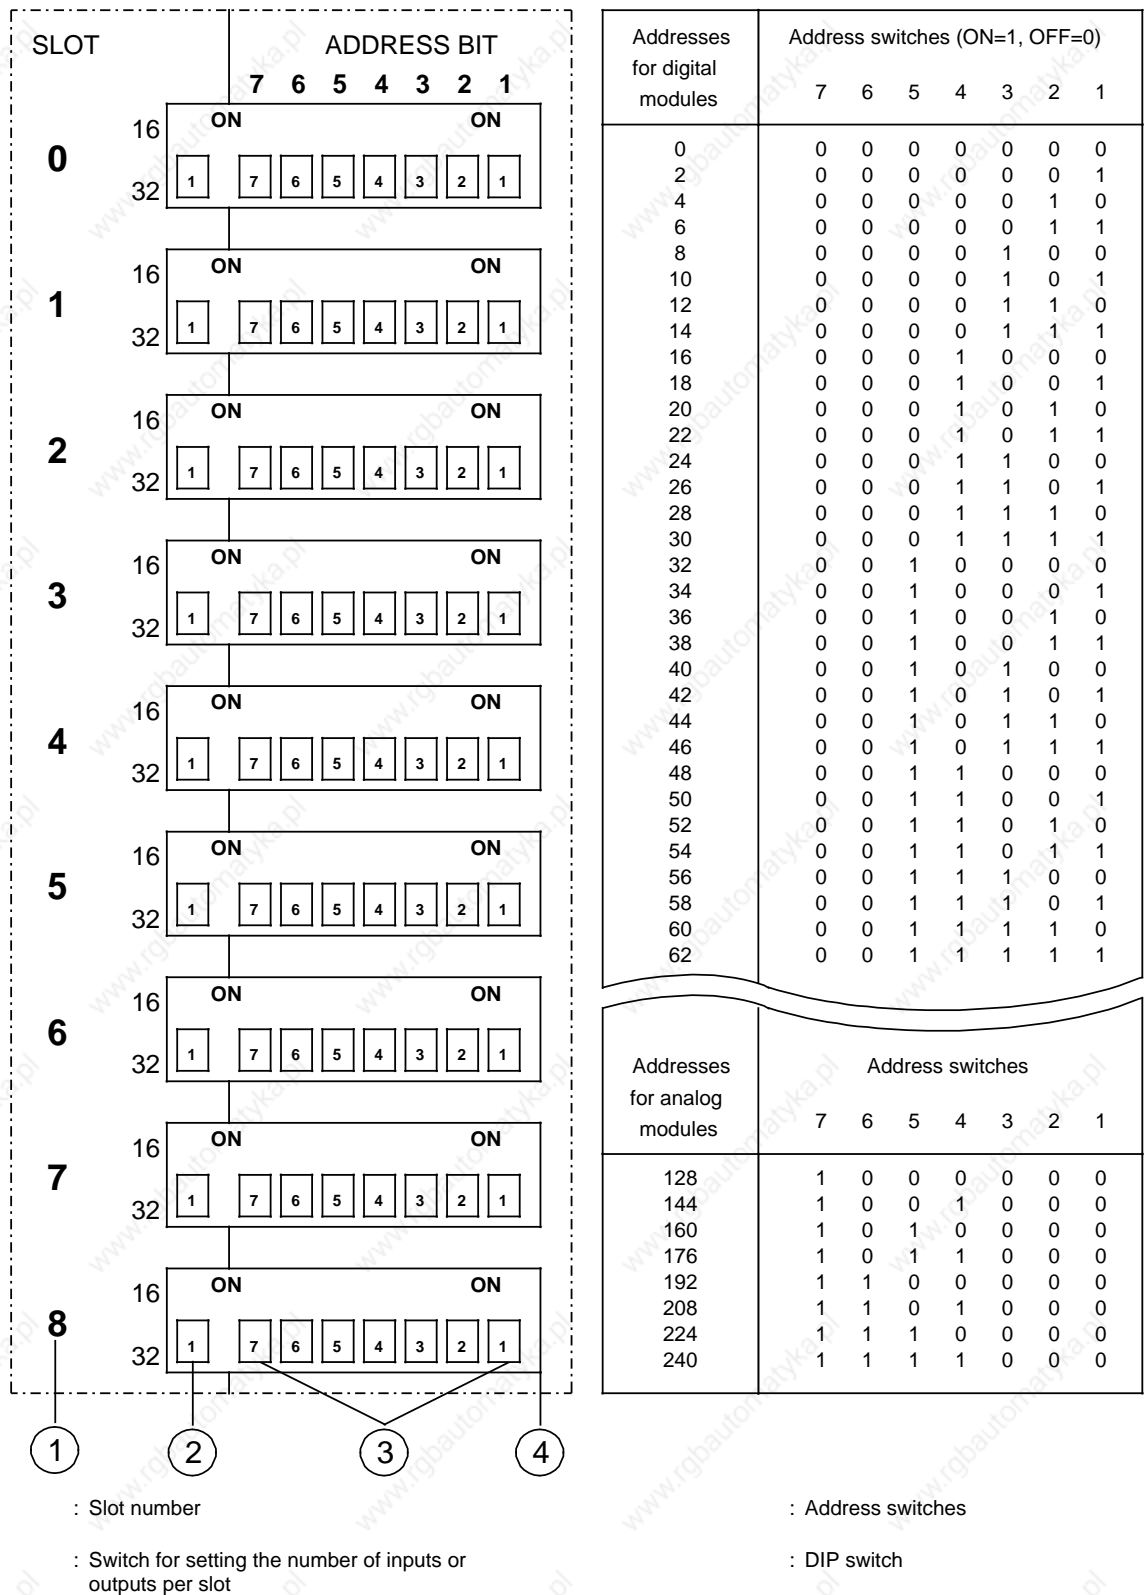 SLOT ADDRESS BIT
7 6 5 4 3 2 1
0 16 ON ON
32 1 7 6 5 4 3 2 1
1 16 ON ON
32 1 7 6 5 4 3 2 1
2 16 ON ON
32 1 7 6 5 4 3 2 1
3 16 ON ON
32 1 7 6 5 4 3 2 1
4 16 ON ON
32 1 7 6 5 4 3 2 1
5 16 ON ON
32 1 7 6 5 4 3 2 1
6 16 ON ON
32 1 7 6 5 4 3 2 1
7 16 ON ON
32 1 7 6 5 4 3 2 1
8 16 ON ON
32 1 7 6 5 4 3 2 1
1 2 3 4
Addresses for digital modules
Address switches (ON=1, OFF=0)
7 6 5 4 3 2 1
0 0 0 0 0 0 0 0
2 0 0 0 0 0 0 1
4 0 0 0 0 0 1 0
6 0 0 0 0 0 1 1
8 0 0 0 0 1 0 0
10 0 0 0 0 1 0 1
12 0 0 0 0 1 1 0
14 0 0 0 0 1 1 1
16 0 0 0 1 0 0 0
18 0 0 0 1 0 0 1
20 0 0 0 1 0 1 0
22 0 0 0 1 0 1 1
24 0 0 0 1 1 0 0
26 0 0 0 1 1 0 1
28 0 0 0 1 1 1 0
30 0 0 0 1 1 1 1
32 0 0 1 0 0 0 0
34 0 0 1 0 0 0 1
36 0 0 1 0 0 1 0
38 0 0 1 0 0 1 1
40 0 0 1 0 1 0 0
42 0 0 1 0 1 0 1
44 0 0 1 0 1 1 0
46 0 0 1 0 1 1 1
48 0 0 1 1 0 0 0
50 0 0 1 1 0 0 1
52 0 0 1 1 0 1 0
54 0 0 1 1 0 1 1
56 0 0 1 1 1 0 0
58 0 0 1 1 1 0 1
60 0 0 1 1 1 1 0
62 0 0 1 1 1 1 1
Addresses for analog modules
Address switches
7 6 5 4 3 2 1
128 1 0 0 0 0 0 0
144 1 0 0 1 0 0 0
160 1 0 1 0 0 0 0
176 1 0 1 1 0 0 0
192 1 1 0 0 0 0 0
208 1 1 0 1 0 0 0
224 1 1 1 0 0 0 0
240 1 1 1 1 0 0 0
: Slot number
: Switch for setting the number of inputs or
outputs per slot
: Address switches
: DIP switch
www.rgbautomatyka.pl